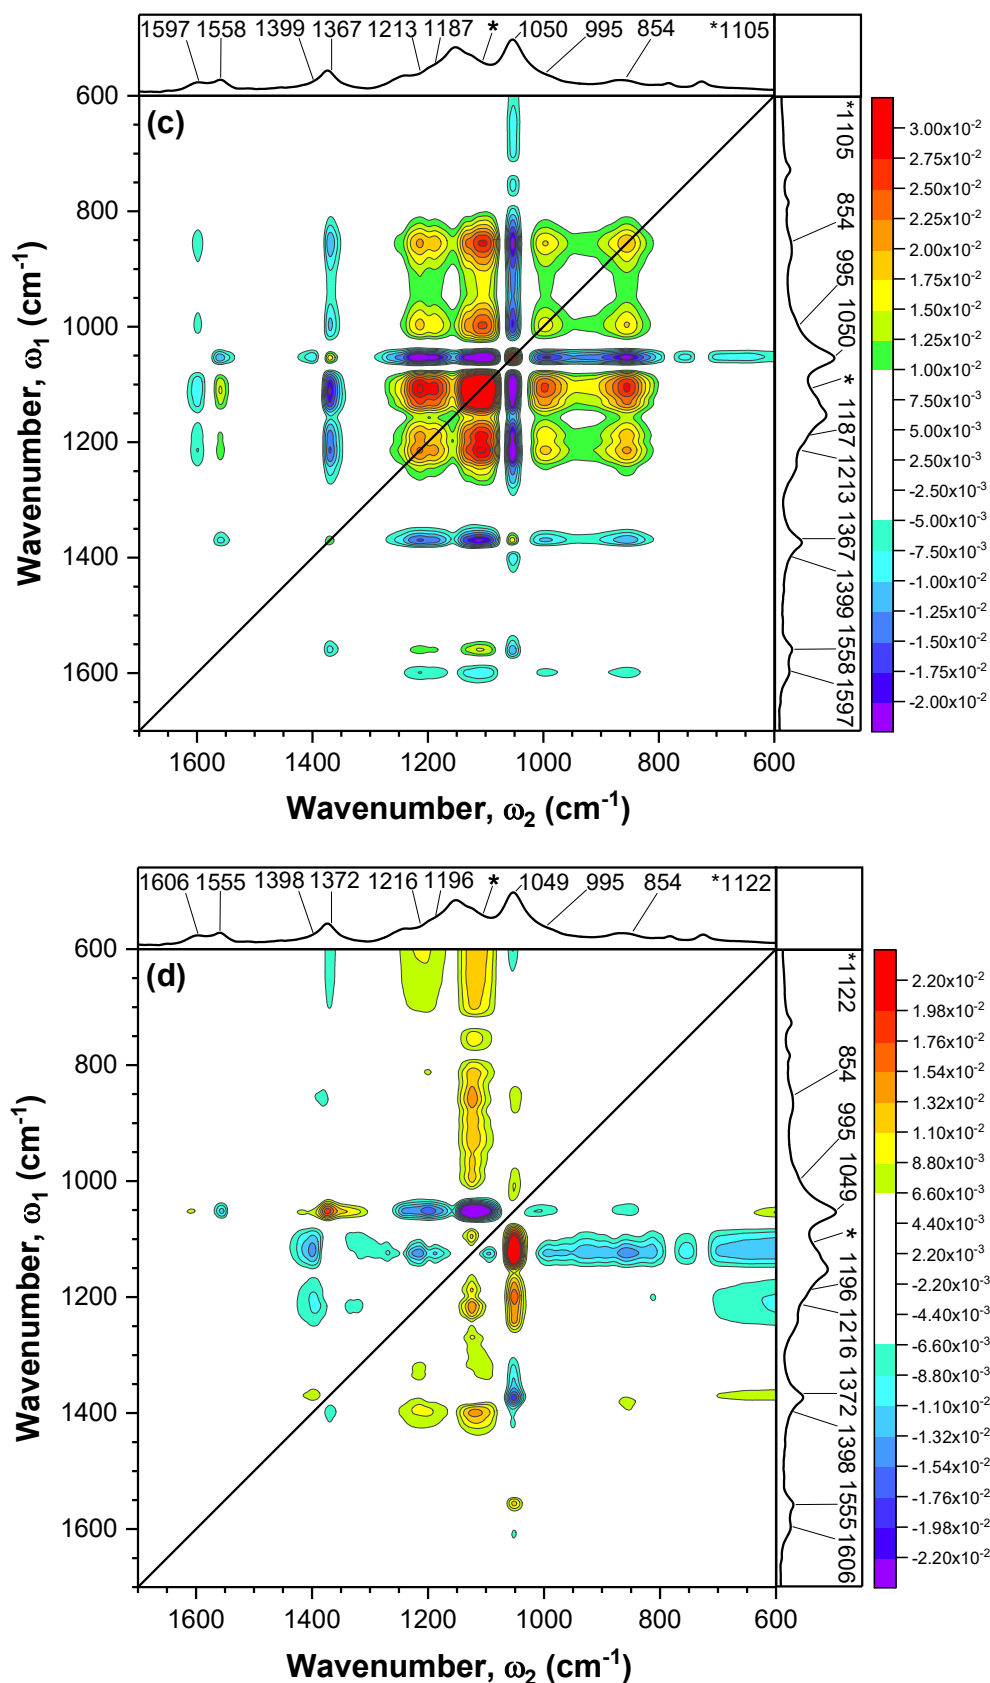 1597 1558 1399 1367 1213 1187 * 1050 995 854 *1105
(c)
600
800
1000
1200
1400
1600
Wavenumber, ω1 (cm-1)
1600 1400 1200 1000 800 600
Wavenumber, ω2 (cm-1)
*1105
854
995
1050
*
1187
1213
1367
1399
1558
1597
3.00x10-2
2.75x10-2
2.50x10-2
2.25x10-2
2.00x10-2
1.75x10-2
1.50x10-2
1.25x10-2
1.00x10-2
7.50x10-3
5.00x10-3
2.50x10-3
-2.50x10-3
-5.00x10-3
-7.50x10-3
-1.00x10-2
-1.25x10-2
-1.50x10-2
-1.75x10-2
-2.00x10-2
1606 1555 1398 1372 1216 1196 * 1049 995 854 *1122
(d)
600
800
1000
1200
1400
1600
Wavenumber, ω1 (cm-1)
1600 1400 1200 1000 800 600
Wavenumber, ω2 (cm-1)
*1122
854
995
1049
*
1196
1216
1372
1398
1555
1606
2.20x10-2
1.98x10-2
1.76x10-2
1.54x10-2
1.32x10-2
1.10x10-2
8.80x10-3
6.60x10-3
4.40x10-3
2.20x10-3
-2.20x10-3
-4.40x10-3
-6.60x10-3
-8.80x10-3
-1.10x10-2
-1.32x10-2
-1.54x10-2
-1.76x10-2
-1.98x10-2
-2.20x10-2